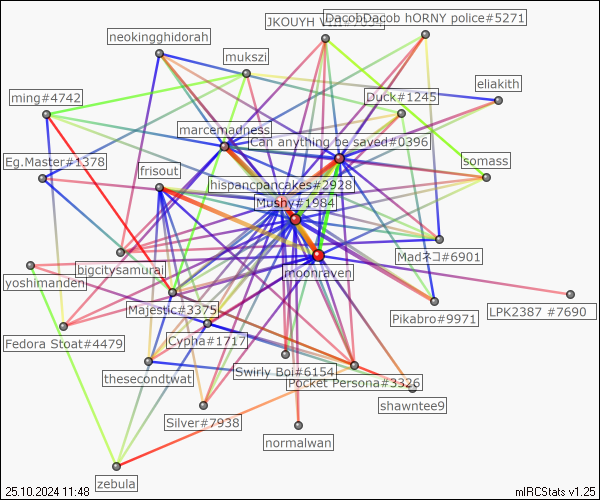 JKOUYH
DacobDacob hORNY police#5271
neokingghidorah
mukszi
eliakith
ming#4742
Duck#1245
marcemadness
Can anything be saved#0396
Eg.Master#1378
somass
frisout
hispancpancakes#2928
Mushy#1984
Madネコ#6901
bigcitysamurai
moonraven
yoshimanden
LPK2387 #7690
Majestic#3375
Pikabro#9971
Fedora Stoat#4479
Cypha#1717
Swirly Boi#6154
thesecondtwat
Pocket Persona#3326
shawntee9
Silver#7938
normalwan
zebula
25.10.2024 11:48
mIRCStats v1.25